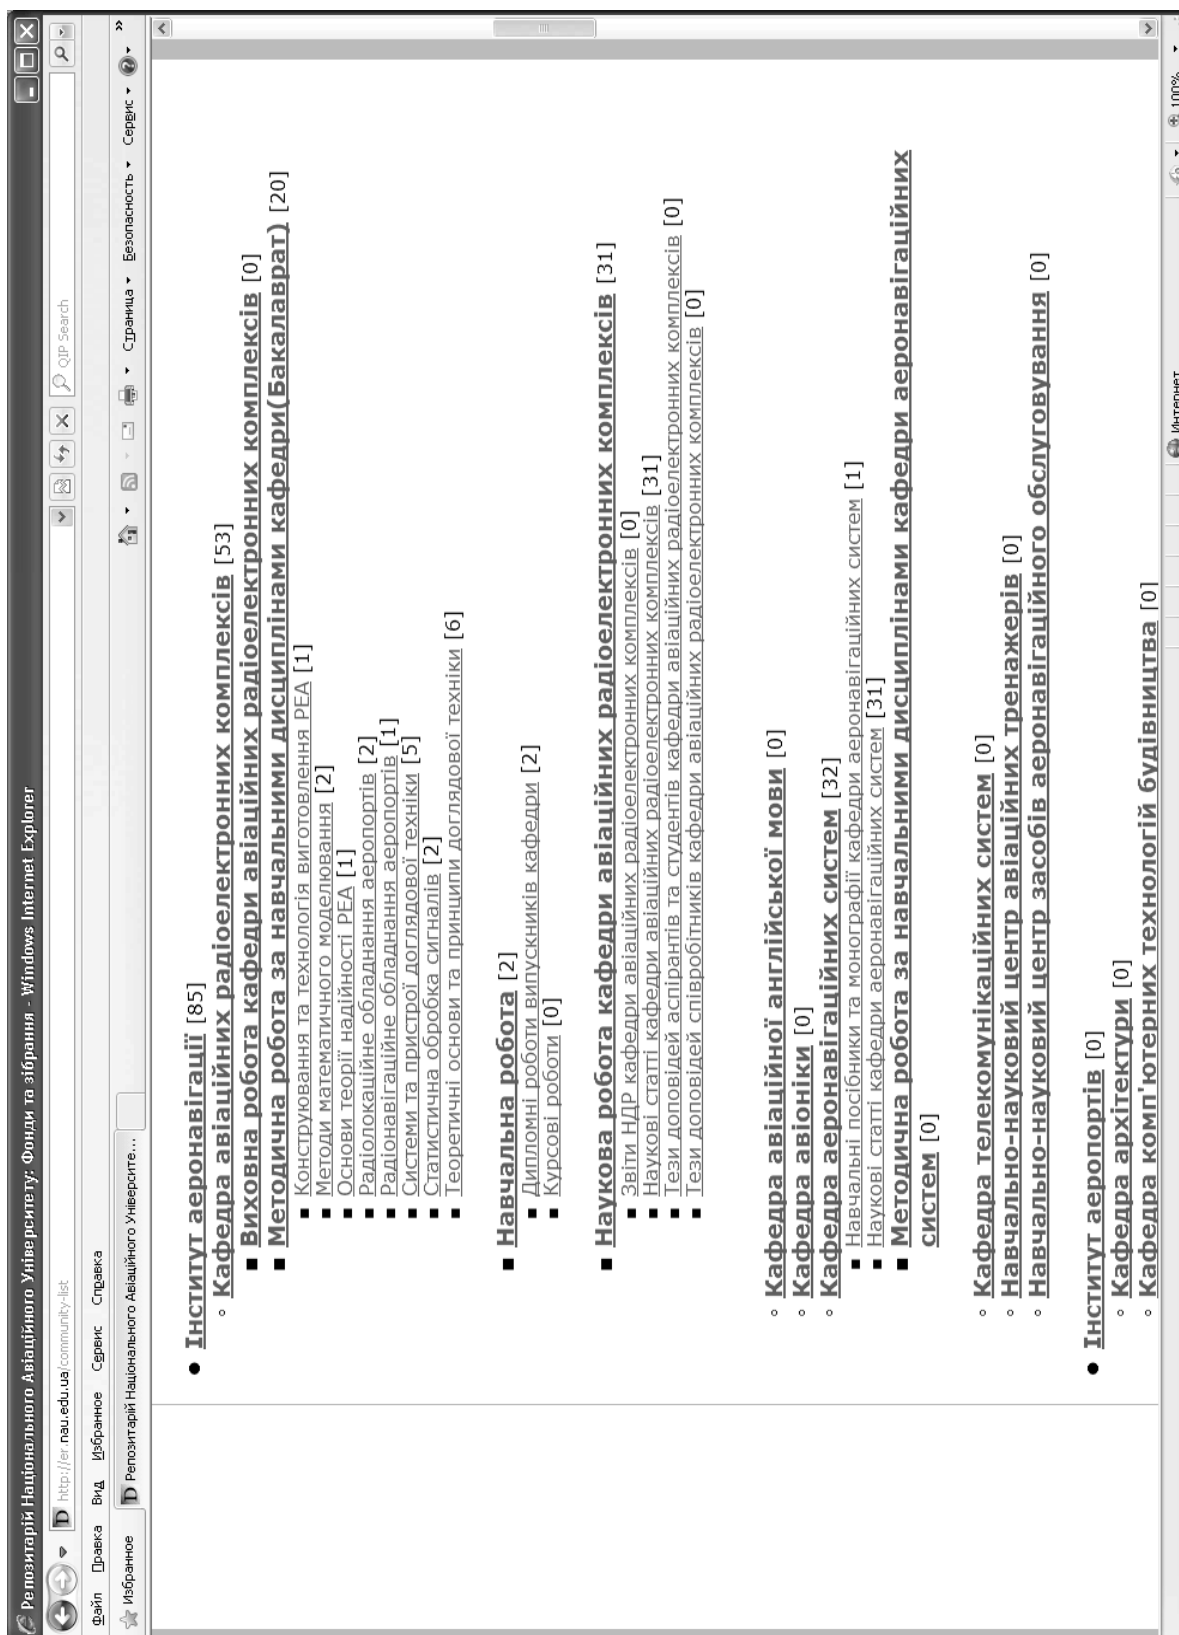 Репозитарій Національного Авіаційного Університету: Фонди та зібрання - Windows Internet Explorer
http://er.nau.edu.ua/community-list
QIP Search
Файл Правка Вид Избранное Сервис Справка
Избранное
Репозитарій Національного Авіаційного Університе...
Страница Безопасность Сервис
Інститут аеронавігації [85]
Кафедра авіаційних радіоелектронних комплексів [53]
Виховна робота кафедри авіаційних радіоелектронних комплексів [0]
Методична робота за навчальними дисциплінами кафедри(Бакалаврат) [20]
Конструювання та технологія виготовлення РЕА [1]
Методи математичного моделювання [2]
Основи теорії надійності РЕА [1]
Радіолокаційне обладнання аеропортів [2]
Радіонавігаційне обладнання аеропортів [1]
Системи та пристрої доглядової техніки [5]
Статистична обробка сигналів [2]
Теоретичні основи та принципи доглядової техніки [6]
Навчальна робота [2]
Дипломні роботи випускників кафедри [2]
Курсові роботи [0]
Наукова робота кафедри авіаційних радіоелектронних комплексів [31]
Звіти НДР кафедри авіаційних радіоелектронних комплексів [0]
Наукові статті кафедри авіаційних радіоелектронних комплексів [31]
Тези доповідей аспірантів та студентів кафедри авіаційних радіоелектронних комплексів [0]
Тези доповідей співробітників кафедри авіаційних радіоелектронних комплексів [0]
Кафедра авіаційної англійської мови [0]
Кафедра авіоніки [0]
Кафедра аеронавігаційних систем [32]
Навчальні посібники та монографії кафедри аеронавігаційних систем [1]
Наукові статті кафедри аеронавігаційних систем [31]
Методична робота за навчальними дисциплінами кафедри аеронавігаційних
систем [0]
Кафедра телекомунікаційних систем [0]
Навчально-науковий центр авіаційних тренажерів [0]
Навчально-науковий центр засобів аеронавігаційного обслуговування [0]
Інститут аеропортів [0]
Кафедра архітектури [0]
Кафедра комп'ютерних технологій будівництва [0]
Интернет
100%